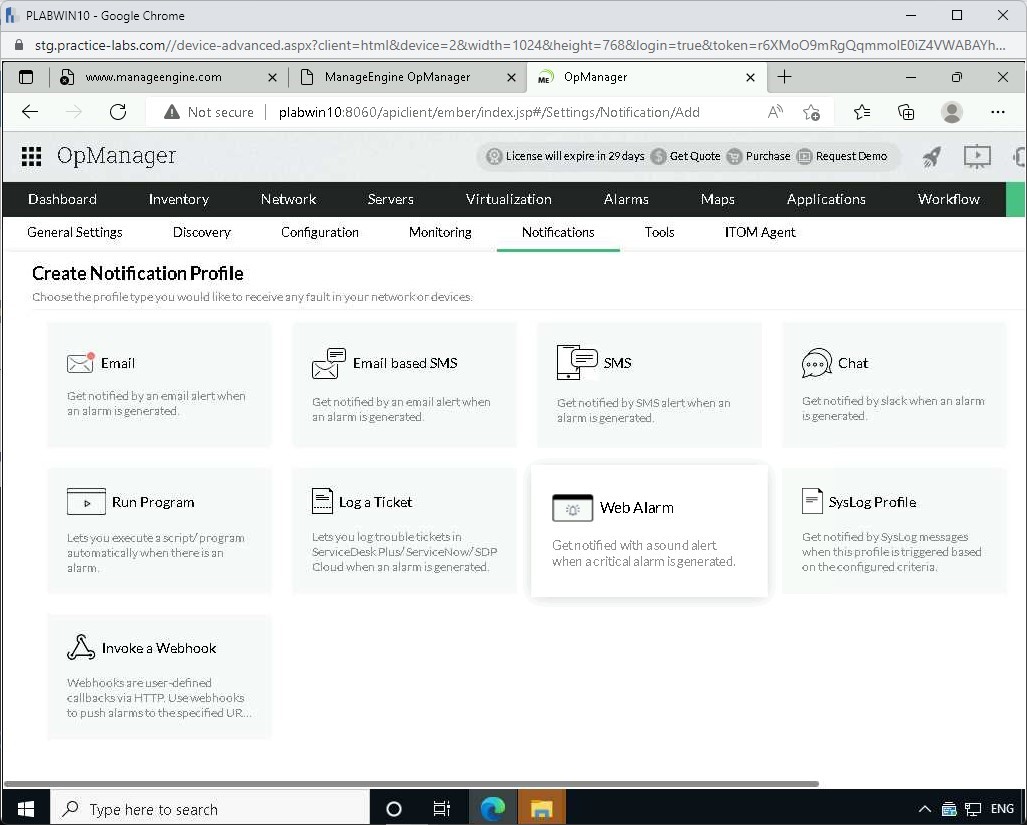 PLABWIN10 - Google Chrome
stg.practice-labs.com//device-advanced.aspx?client=html&device=2&width=1024&height=768&login=true&token=r6XMoO9mRgQqmmolE0iZ4VWABAYh...
www.manageengine.com
ManageEngine OpManager
ME
OpManager
Not secure
plabwin10:8060/apiclient/ember/index.jsp#/Settings/Notification/Add
OpManager
License will expire in 29 days
Get Quote
Purchase
Request Demo
Dashboard
Inventory
Network
Servers
Virtualization
Alarms
Maps
Applications
Workflow
General Settings
Discovery
Configuration
Monitoring
Notifications
Tools
ITOM Agent
Create Notification Profile
Choose the profile type you would like to receive any fault in your network or devices.
Email
Get notified by an email alert when
an alarm is generated.
Email based SMS
Get notified by an email alert when
an alarm is generated.
SMS
Get notified by SMS alert when an
alarm is generated.
Chat
Get notified by slack when an alarm
is generated.
Run Program
Lets you execute a script/ program
automatically when there is an
alarm.
Log a Ticket
Lets you log trouble tickets in
ServiceDesk Plus/ ServiceNow/ SDP
Cloud when an alarm is generated.
Web Alarm
Get notified with a sound alert
when a critical alarm is generated.
SysLog Profile
Get notified by SysLog messages
when this profile is triggered based
on the configured criteria.
Invoke a Webhook
Webhooks are user-defined
callbacks via HTTP. Use webhooks
to push alarms to the specified UR...
Type here to search
ENG